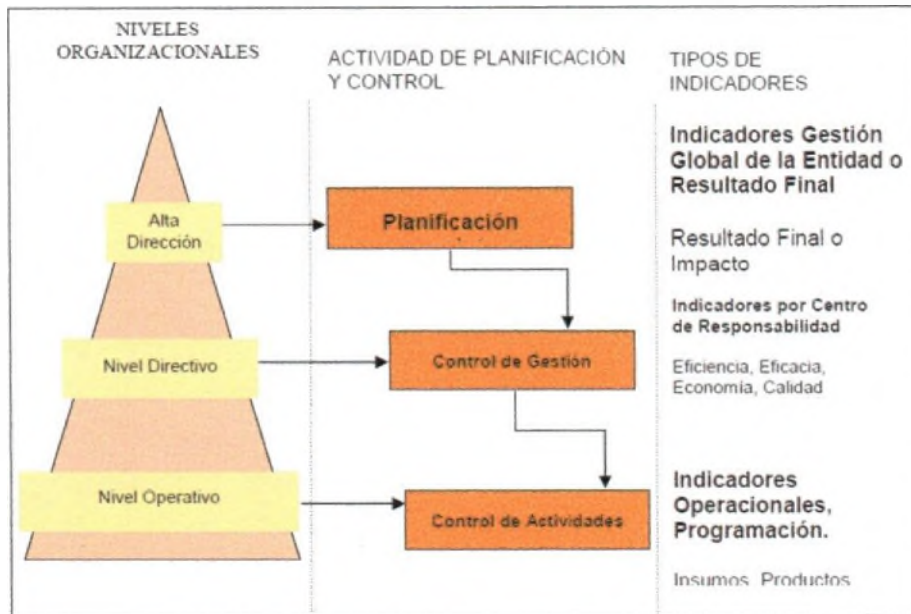 NIVELES
ORGANIZACIONALES
ACTIVIDAD DE PLANIFICACIÓN
Y CONTROL
TIPOS DE
INDICADORES
Alta
Dirección
Planificación
Indicadores Gestión
Global de la Entidad o
Resultado Final
Resultado Final o
Impacto
Nivel Directivo
Control de Gestión
Indicadores por Centro
de Responsabilidad
Eficiencia, Eficacia,
Economía, Calidad
Nivel Operativo
Control de Actividades
Indicadores
Operacionales,
Programación.
Insumos Productos